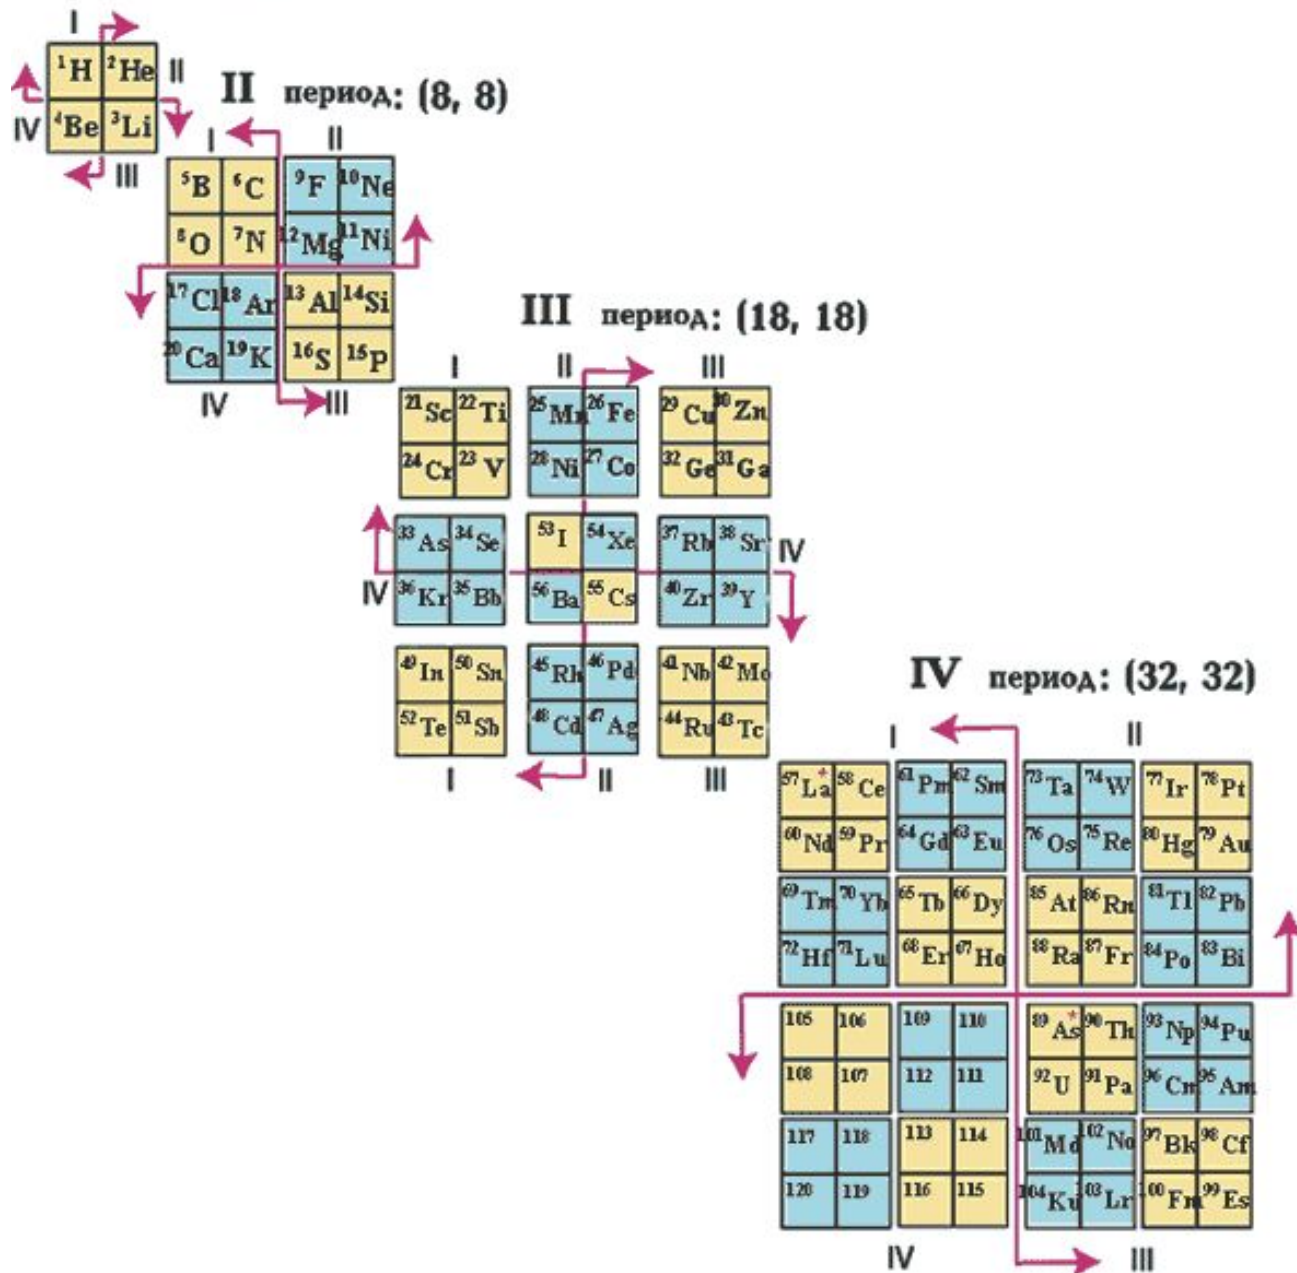 I
¹H ²He II
II период: (8, 8)
IV ⁴Be ³Li
III I II
⁵B ⁶C ⁹F ¹⁰Ne
⁸O ⁷N ¹²Mg ¹¹Ni
¹⁷Cl ¹⁸Ar ¹³Al ¹⁴Si
III период: (18, 18)
²⁰Ca ¹⁹K ¹⁶S ¹⁵P
IV III
I II III
²¹Sc ²²Ti ²⁵Mn ²⁶Fe ²⁹Cu ³⁰Zn
²⁴Cr ²³V ²⁸Ni ²⁷Co ³²Ge ³¹Ga
³³As ³⁴Se ⁵³I ⁵⁴Xe ³⁷Rb ³⁸Sr IV
IV ³⁶Kr ³⁵Bb ⁵⁶Ba ⁵⁵Cs ⁴⁰Zr ³⁹Y
⁴⁹In ⁵⁰Sn ⁴⁵Rh ⁴⁶Pd ⁴¹Nb ⁴²Mo
IV период: (32, 32)
⁵²Te ⁵¹Sb ⁴⁸Cd ⁴⁷Ag ⁴⁴Ru ⁴³Tc
I II III
I II
⁵⁷La* ⁵⁸Ce ⁶¹Pm ⁶²Sm ⁷³Ta ⁷⁴W ⁷⁷Ir ⁷⁸Pt
⁶⁰Nd ⁵⁹Pr ⁶⁴Gd ⁶³Eu ⁷⁶Os ⁷⁵Re ⁸⁰Hg ⁷⁹Au
⁶⁹Tm ⁷⁰Yb ⁶⁵Tb ⁶⁶Dy ⁸⁵At ⁸⁶Rn ⁸¹Tl ⁸²Pb
⁷²Hf ⁷¹Lu ⁶⁸Er ⁶⁷Ho ⁸⁸Ra ⁸⁷Fr ⁸⁴Po ⁸³Bi
105 106 109 110 ⁸⁹As* ⁹⁰Th ⁹³Np ⁹⁴Pu
108 107 112 111 ⁹²U ⁹¹Pa ⁹⁶Cm ⁹⁵Am
117 118 113 114 ¹⁰¹Md ¹⁰²No ⁹⁷Bk ⁹⁸Cf
120 119 116 115 ¹⁰⁴Ku ¹⁰³Lr ¹⁰⁰Fm ⁹⁹Es
IV III